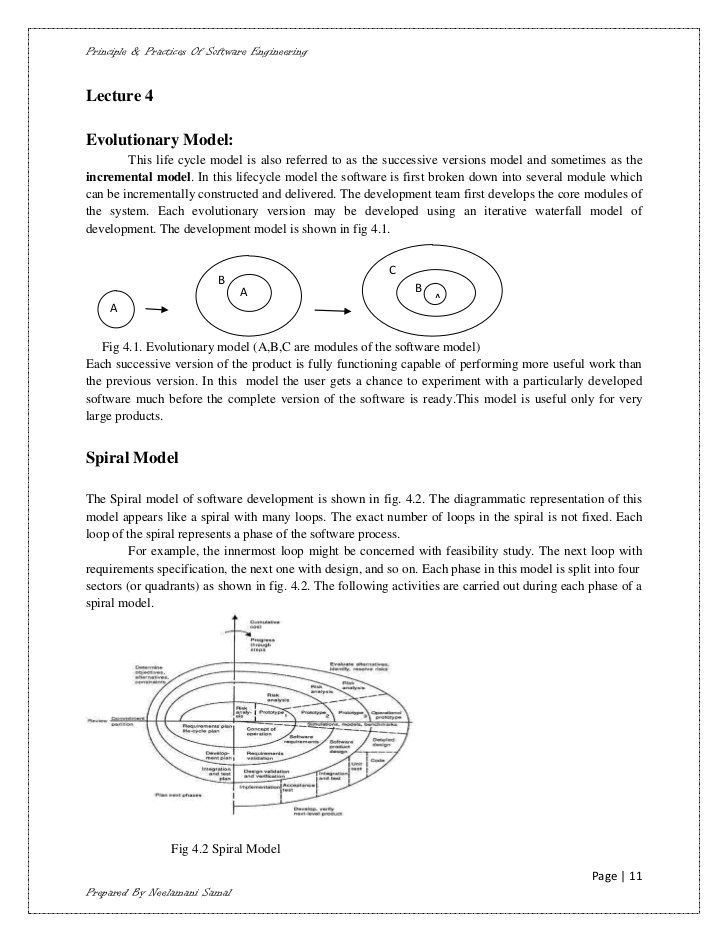 Principle & Practices Of Software Engineering
Lecture 4
Evolutionary Model:
This life cycle model is also referred to as the successive versions model and sometimes as the
incremental model. In this lifecycle model the software is first broken down into several module which
can be incrementally constructed and delivered. The development team first develops the core modules of
the system. Each evolutionary version may be developed using an iterative waterfall model of
development. The development model is shown in fig 4.1.
A
B
A
C
B
A
Fig 4.1. Evolutionary model (A,B,C are modules of the software model)
Each successive version of the product is fully functioning capable of performing more useful work than
the previous version. In this model the user gets a chance to experiment with a particularly developed
software much before the complete version of the software is ready.This model is useful only for very
large products.
Spiral Model
The Spiral model of software development is shown in fig. 4.2. The diagrammatic representation of this
model appears like a spiral with many loops. The exact number of loops in the spiral is not fixed. Each
loop of the spiral represents a phase of the software process.
For example, the innermost loop might be concerned with feasibility study. The next loop with
requirements specification, the next one with design, and so on. Each phase in this model is split into four
sectors (or quadrants) as shown in fig. 4.2. The following activities are carried out during each phase of a
spiral model.
Cumulative
cost
Progress
through
steps
Determine
objectives,
alternatives,
constraints
Evaluate alternatives,
identify, resolve risks
Risk
analysis
Risk
analysis
Risk
analysis
Risk
analy-
sis
Prototype 1
Prototype 2
Prototype 3
Operational
prototype
Review
Commitment
partition
Simulations, models, benchmarks
Requirements plan
life-cycle plan
Concept of
operation
Software
requirements
Software
product
design
Detailed
design
Develop-
ment plan
Requirements
validation
Code
Unit
test
Integration
and test
plan
Design validation
and verification
Integration
and
test
Implementation
Acceptance
test
Plan next phases
Develop, verify
next-level product
Fig 4.2 Spiral Model
Page | 11
Prepared By Neelamani Samal